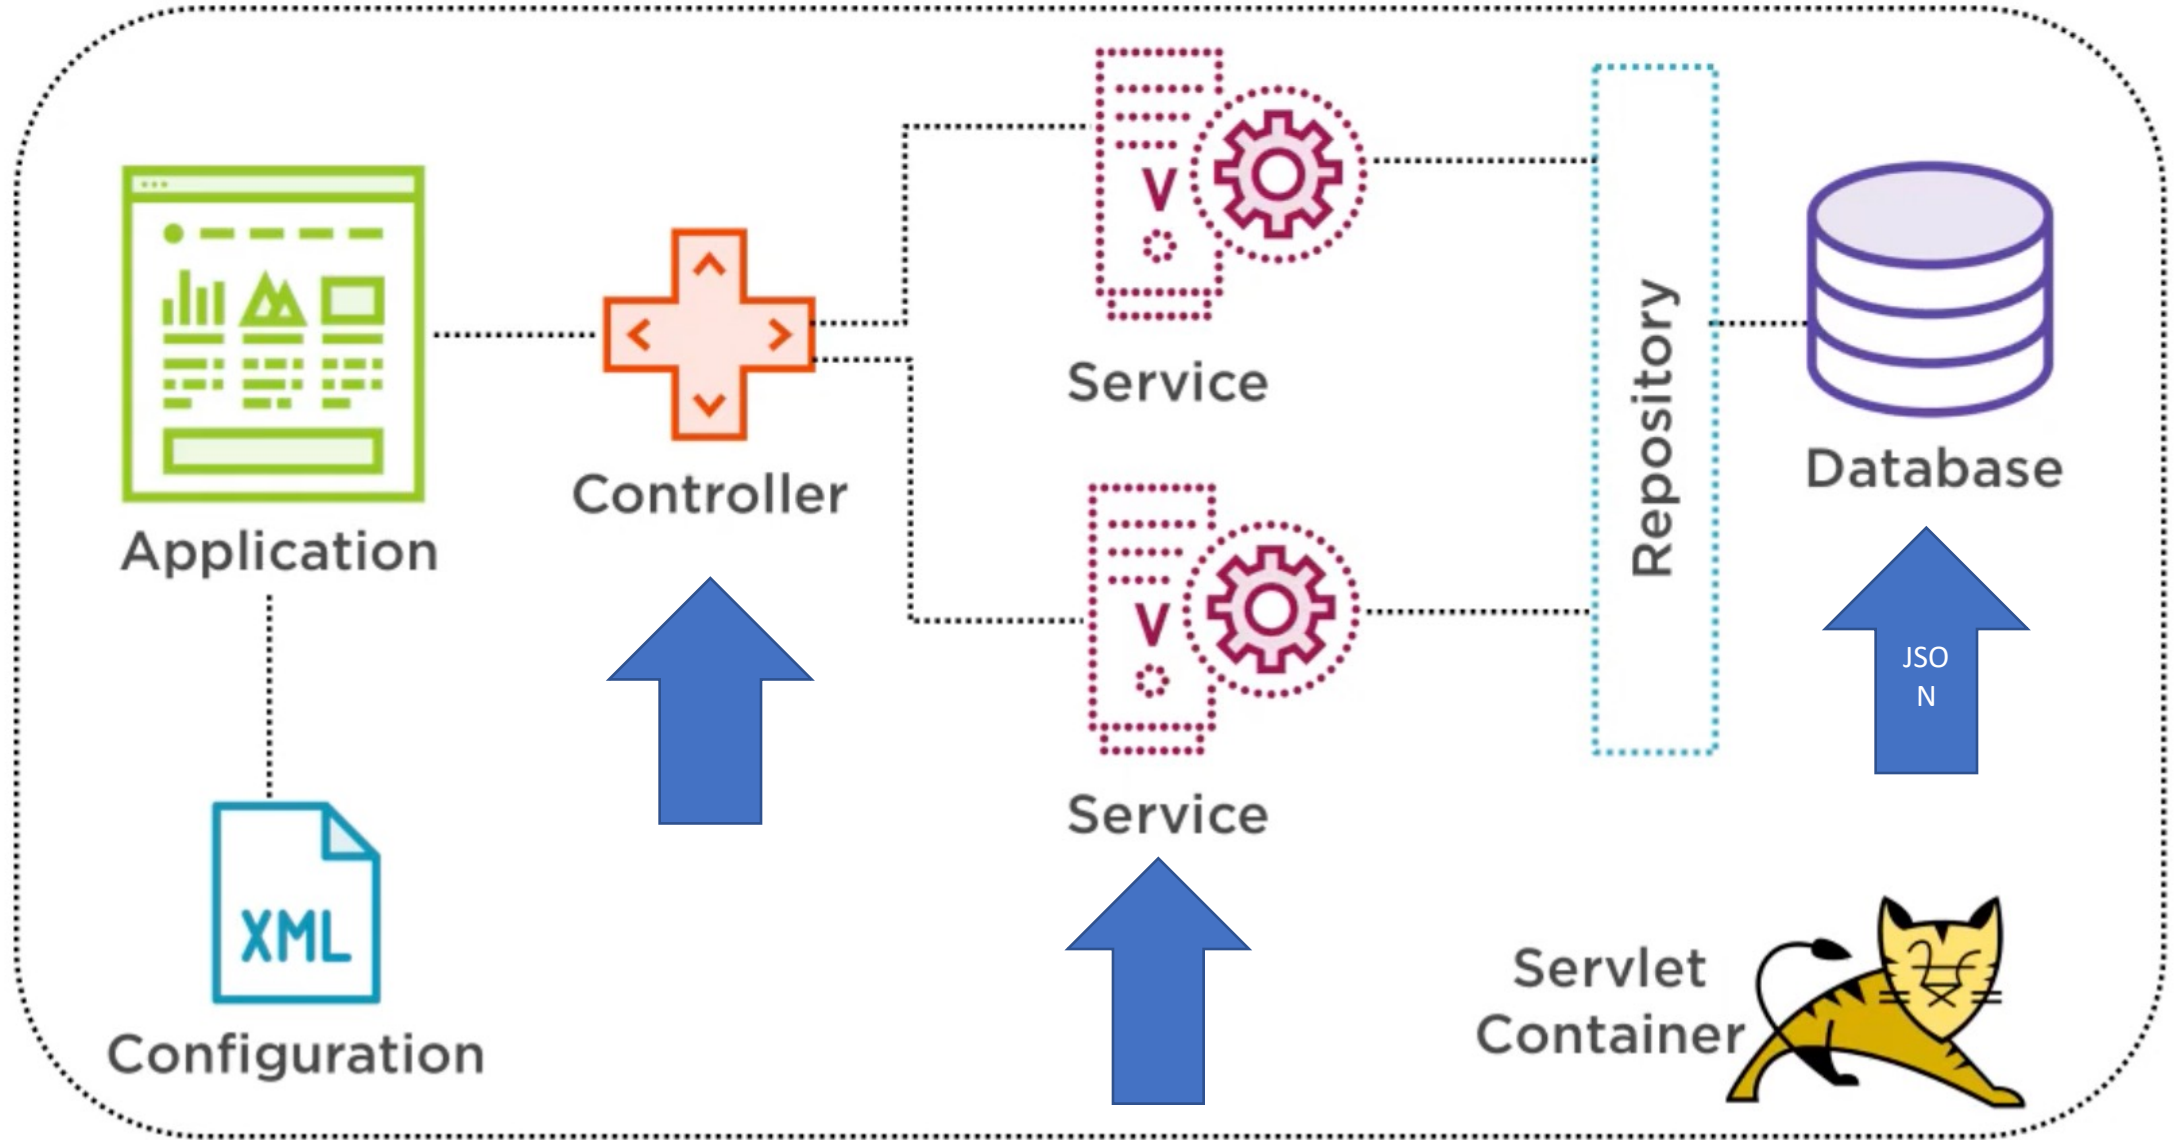 Application
Controller
Service
V
Service
V
Repository
Database
JSO
N
XML
Configuration
Servlet
Container